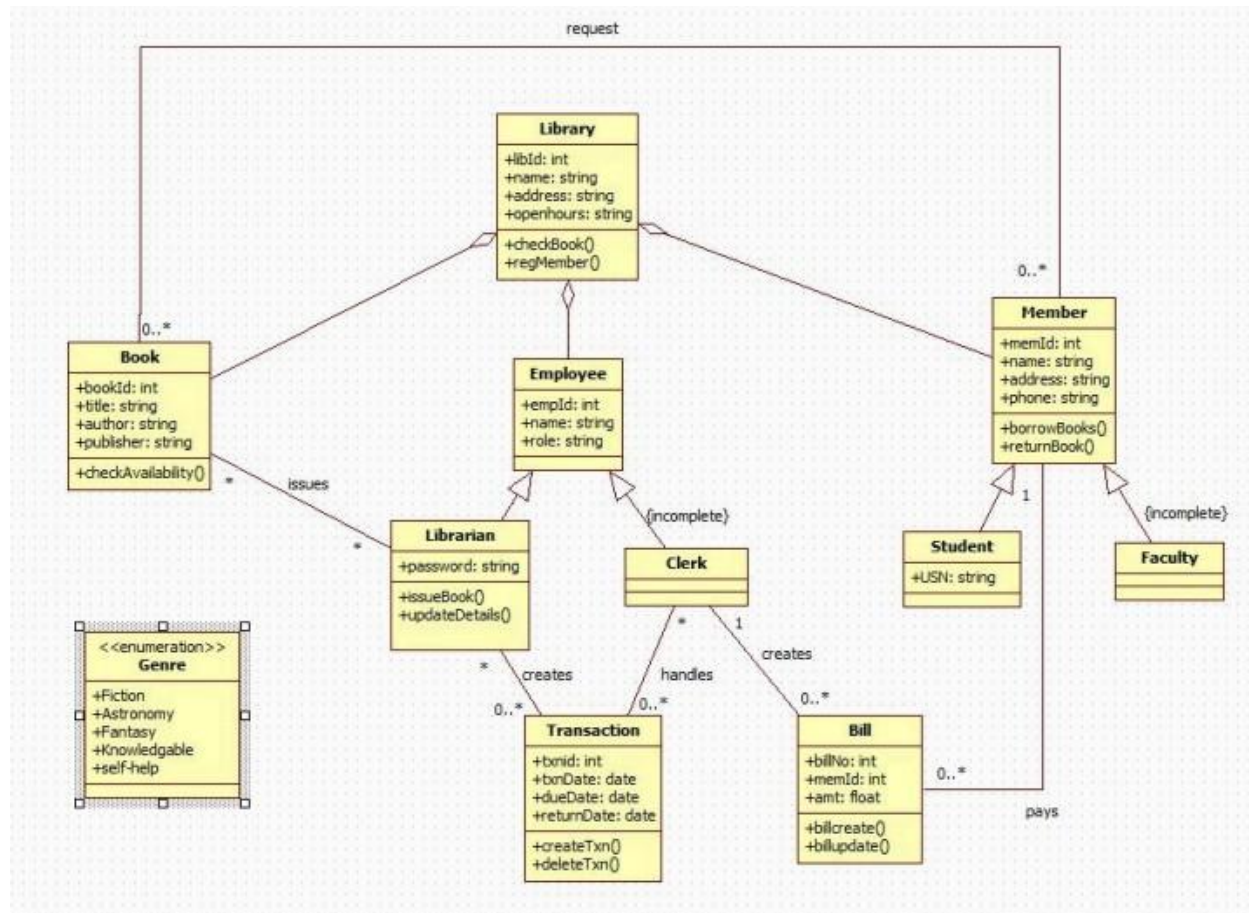 request
Library
+libId: int
+name: string
+address: string
+openhours: string
+checkBook()
+regMember()
0..*
Member
+memId: int
+name: string
+address: string
+phone: string
+borrowBooks()
+returnBook()
0..*
Book
+bookId: int
+title: string
+author: string
+publisher: string
+checkAvailability()
Employee
+empId: int
+name: string
+role: string
*
issues
*
{incomplete}
1
{incomplete}
Librarian
+password: string
+issueBook()
+updateDetails()
Clerk
Student
+USN: string
Faculty
<<enumeration>>
Genre
+Fiction
+Astronomy
+Fantasy
+Knowledgable
+self-help
*
creates
0..*
*
handles
0..*
1
creates
0..*
Transaction
+txnid: int
+txnDate: date
+dueDate: date
+returnDate: date
+createTxn()
+deleteTxn()
Bill
+billNo: int
+memId: int
+amt: float
+billcreate()
+billupdate()
0..*
pays